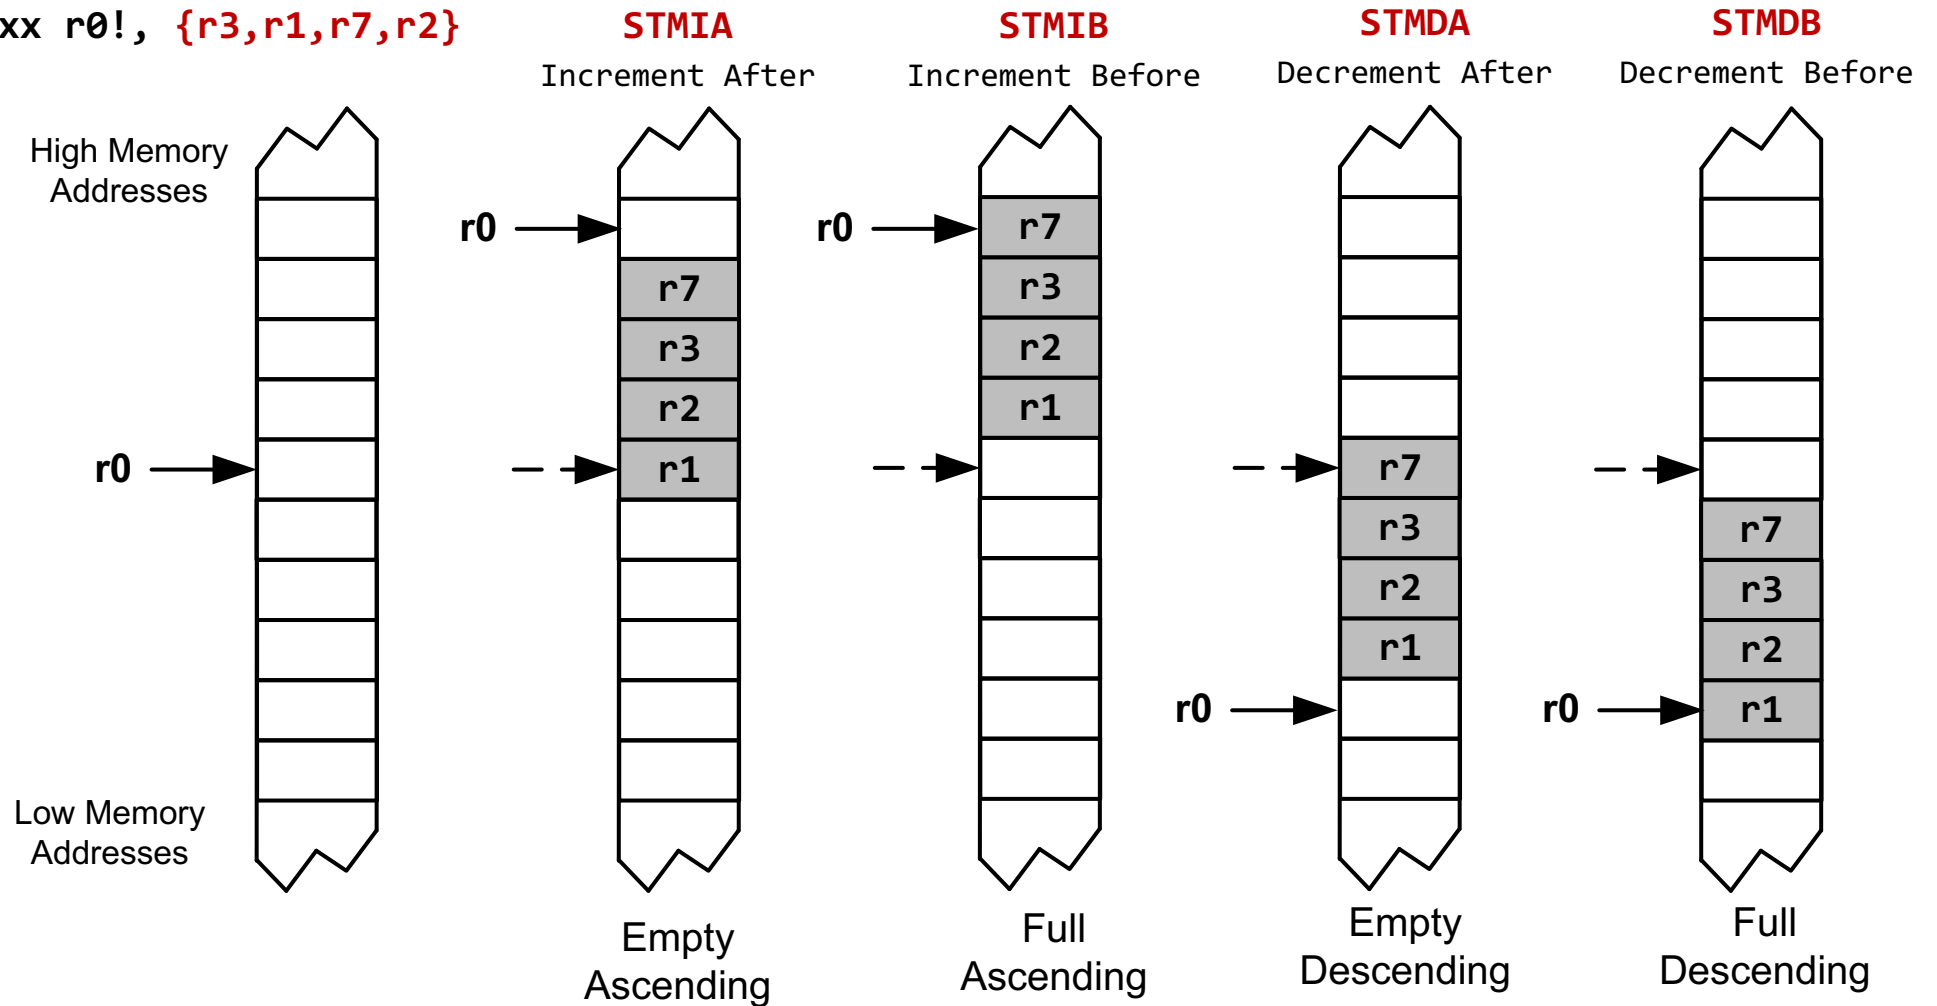 xx r0!, {r3,r1,r7,r2}
STMIA
Increment After
STMIB
Increment Before
STMDA
Decrement After
STMDB
Decrement Before
High Memory
Addresses
r0
r0
r7
r3
r2
r1
r0
r7
r3
r2
r1
r7
r3
r2
r1
r0
r7
r3
r2
r1
r0
Low Memory
Addresses
Empty
Ascending
Full
Ascending
Empty
Descending
Full
Descending